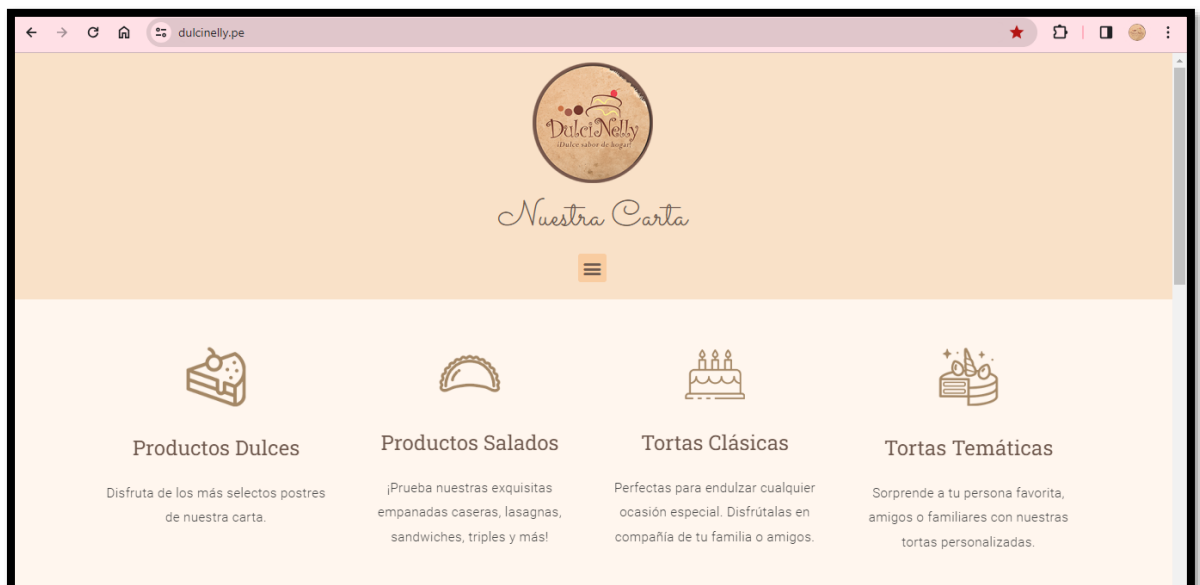 dulcinelly.pe
DulciNelly
¡Dulce sabor de hogar!
Nuestra Carta
Productos Dulces
Disfruta de los más selectos postres
de nuestra carta.
Productos Salados
¡Prueba nuestras exquisitas
empanadas caseras, lasagnas,
sandwiches, triples y más!
Tortas Clásicas
Perfectas para endulzar cualquier
ocasión especial. Disfrútalas en
compañía de tu familia o amigos.
Tortas Temáticas
Sorprende a tu persona favorita,
amigos o familiares con nuestras
tortas personalizadas.